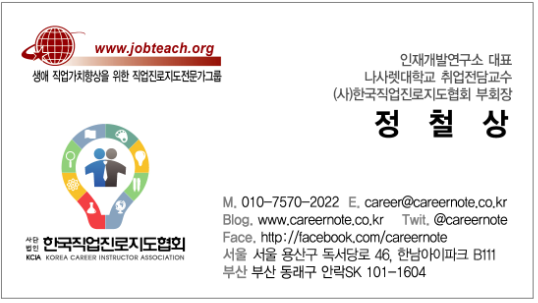 www.jobteach.org
생애 직업가치향상을 위한 직업진로지도전문가그룹
인재개발연구소 대표
나사렛대학교 취업전담교수
(사)한국직업진로지도협회 부회장
정 철 상
M. 010-7570-2022 E. career@careernote.co.kr
Blog. www.careernote.co.kr Twit. @careernote
Face. http://facebook.com/careernote
서울 서울 용산구 독서당로 46, 한남아이파크 B111
부산 부산 동래구 안락SK 101-1604
사단법인 한국직업진로지도협회
KCIA KOREA CAREER INSTRUCTOR ASSOCIATION